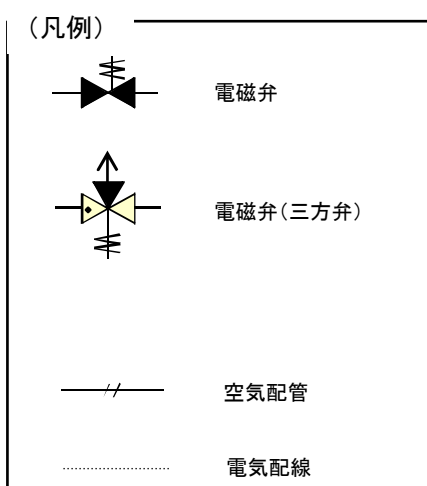 （凡例）
電磁弁
電磁弁（三方弁）
空気配管
電気配線